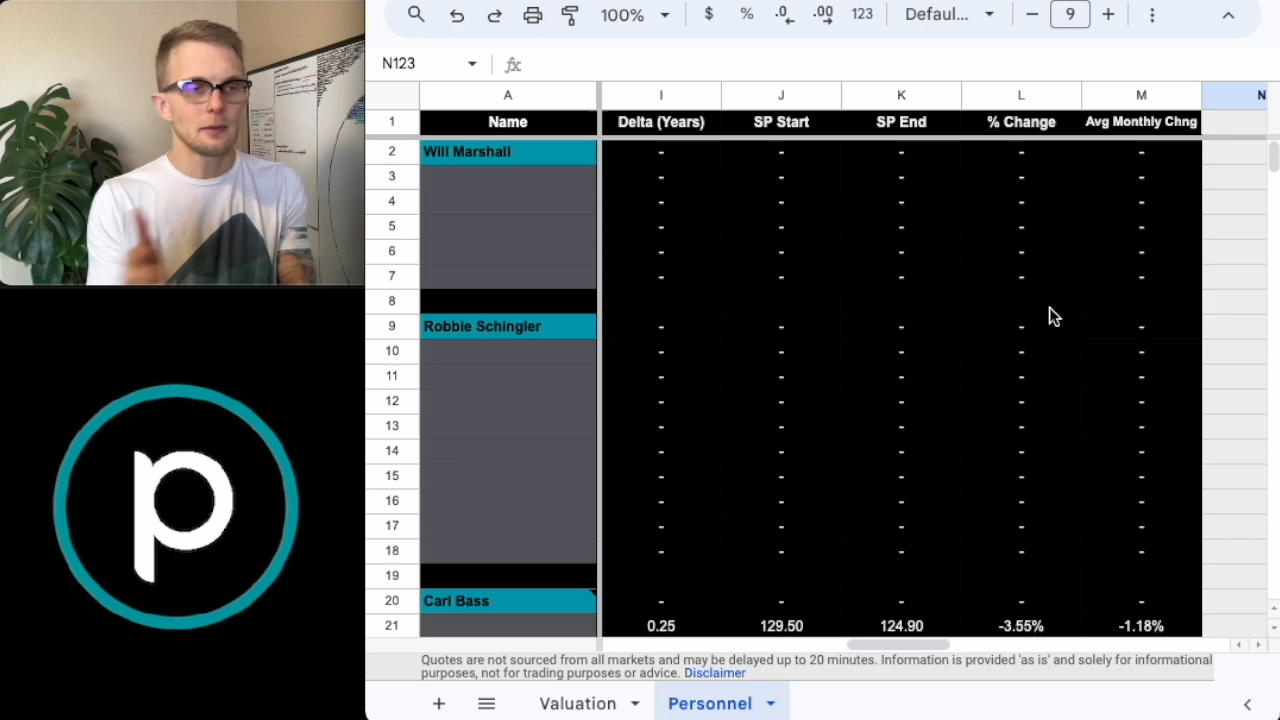 100% $ % .0 .00 123 Defaul... 9
N123 fx
A I J K L M N
1 Name Delta (Years) SP Start SP End % Change Avg Monthly Chng
2 Will Marshall - - - - -
3 - - - - -
4 - - - - -
5 - - - - -
6 - - - - -
7 - - - - -
8
9 Robbie Schingler - - - - -
10 - - - - -
11 - - - - -
12 - - - - -
13 - - - - -
14 - - - - -
15 - - - - -
16 - - - - -
17 - - - - -
18 - - - - -
19
20 Carl Bass - - - - -
21 0.25 129.50 124.90 -3.55% -1.18%
Quotes are not sourced from all markets and may be delayed up to 20 minutes. Information is provided 'as is' and solely for informational
purposes, not for trading purposes or advice. Disclaimer
Valuation Personnel
p